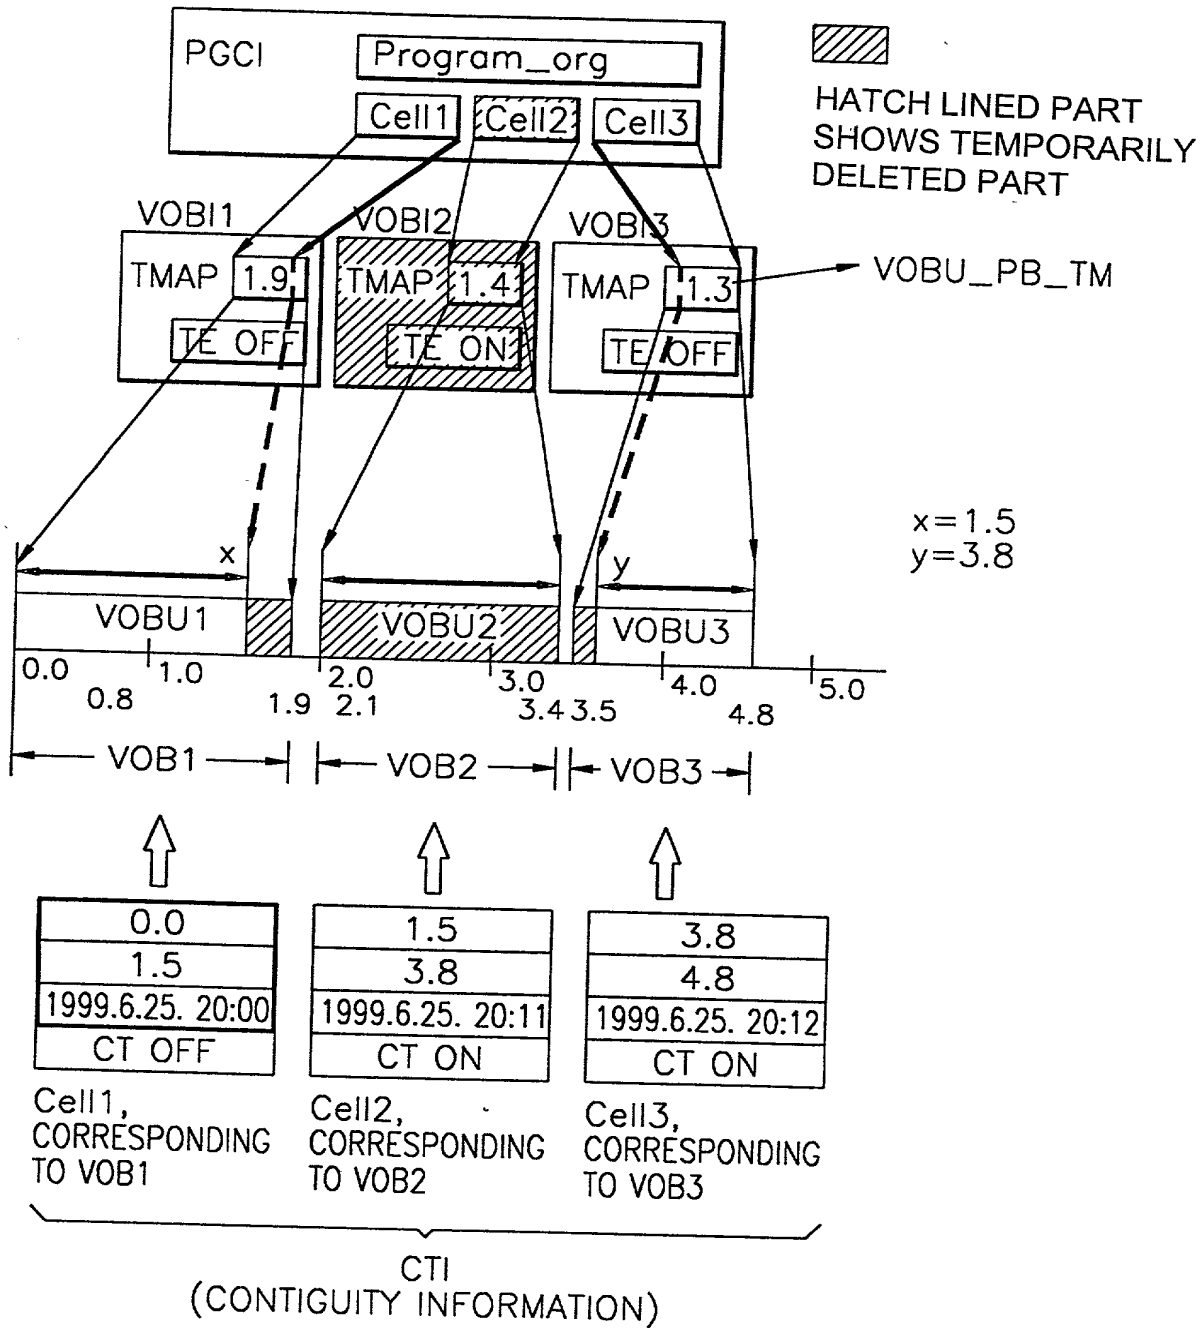 PGCI
Program_org
Cell1 Cell2 Cell3
HATCH LINED PART
SHOWS TEMPORARILY
DELETED PART
VOBI1 VOBI2 VOBI3
TMAP 1.9 TMAP 1.4 TMAP 1.3
VOBU_PB_TM
TE OFF TE ON TE OFF
x=1.5
y=3.8
x y
VOBU1 VOBU2 VOBU3
0.0 1.0 2.0 3.0 4.0 5.0
0.8 1.9 2.1 3.4 3.5 4.8
VOB1 VOB2 VOB3
0.0
1.5
1999.6.25. 20:00
CT OFF
Cell1,
CORRESPONDING
TO VOB1
1.5
3.8
1999.6.25. 20:11
CT ON
Cell2,
CORRESPONDING
TO VOB2
3.8
4.8
1999.6.25. 20:12
CT ON
Cell3,
CORRESPONDING
TO VOB3
CTI
(CONTIGUITY INFORMATION)